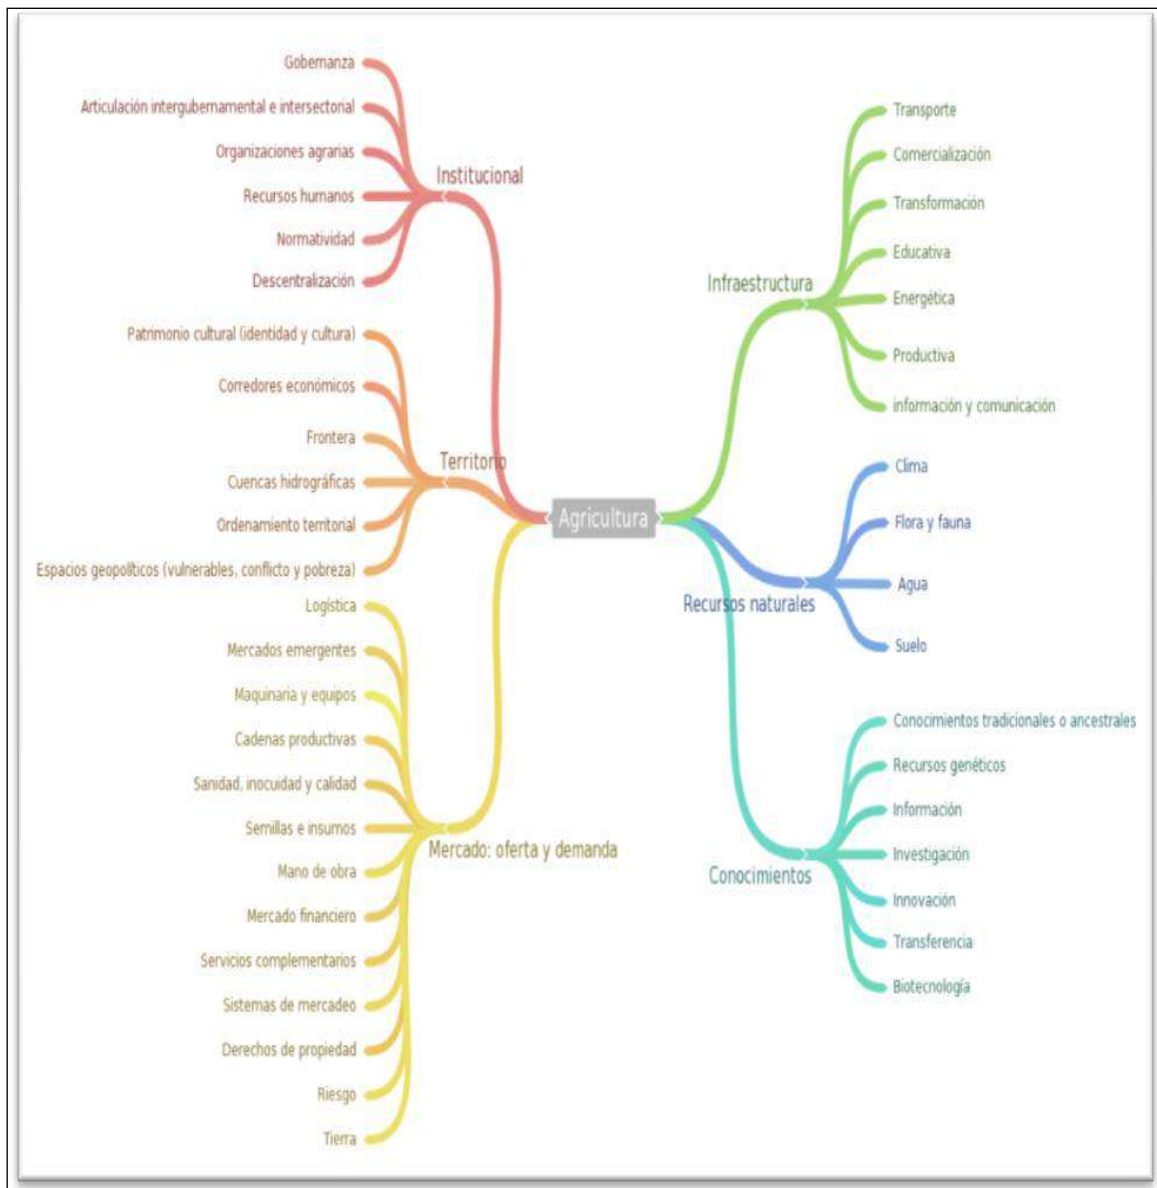 Gobernanza
Articulación intergubernamental e intersectorial
Organizaciones agrarias
Recursos humanos
Normatividad
Descentralización
Institucional
Patrimonio cultural (identidad y cultura)
Corredores económicos
Frontera
Cuencas hidrográficas
Ordenamiento territorial
Espacios geopolíticos (vulnerables, conflicto y pobreza)
Territorio
Logística
Mercados emergentes
Maquinaria y equipos
Cadenas productivas
Sanidad, inocuidad y calidad
Semillas e insumos
Mano de obra
Mercado financiero
Servicios complementarios
Sistemas de mercadeo
Derechos de propiedad
Riesgo
Tierra
Mercado: oferta y demanda
Agricultura
Infraestructura
Transporte
Comercialización
Transformación
Educativa
Energética
Productiva
información y comunicación
Recursos naturales
Clima
Flora y fauna
Agua
Suelo
Conocimientos
Conocimientos tradicionales o ancestrales
Recursos genéticos
Información
Investigación
Innovación
Transferencia
Biotecnología